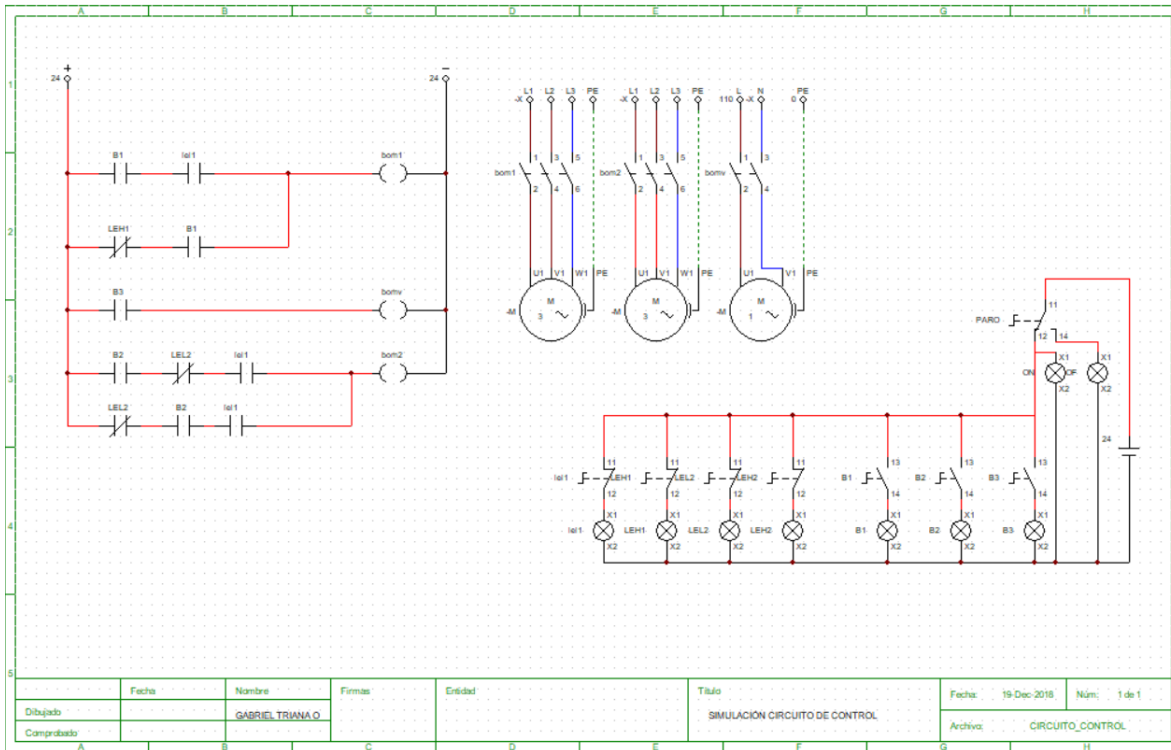 A B C D E F G H
1
2
3
4
5
+
24
-
24
B1 lel1 bom1
LEH1 B1
B3 bomv
B2 LEL2 lel1 bom2
LEL2 B2 lel1
L1 L2 L3 PE
-X
bom1
1 3 5
2 4 6
U1 V1 W1 PE
-M
M
3
L1 L2 L3 PE
-X
bom2
1 3 5
2 4 6
U1 V1 W1 PE
-M
M
3
L N PE
110 -X 0
bomv
1 3
2 4
U1 V1 PE
-M
M
1
PARO
11
12 14
X1 X1
ON OF
X2 X2
24
11 11 11 11 13 13 13
lel1 LEH1 LEL2 LEH2 B1 B2 B3
12 12 12 12 14 14 14
X1 X1 X1 X1 X1 X1 X1
lel1 LEH1 LEL2 LEH2 B1 B2 B3
X2 X2 X2 X2 X2 X2 X2
Fecha Nombre Firmas Entidad Título Fecha: 19-Dec-2018 Núm: 1 de 1
Dibujado GABRIEL TRIANA O SIMULACIÓN CIRCUITO DE CONTROL
Comprobado Archivo: CIRCUITO_CONTROL
A B C D E F G H